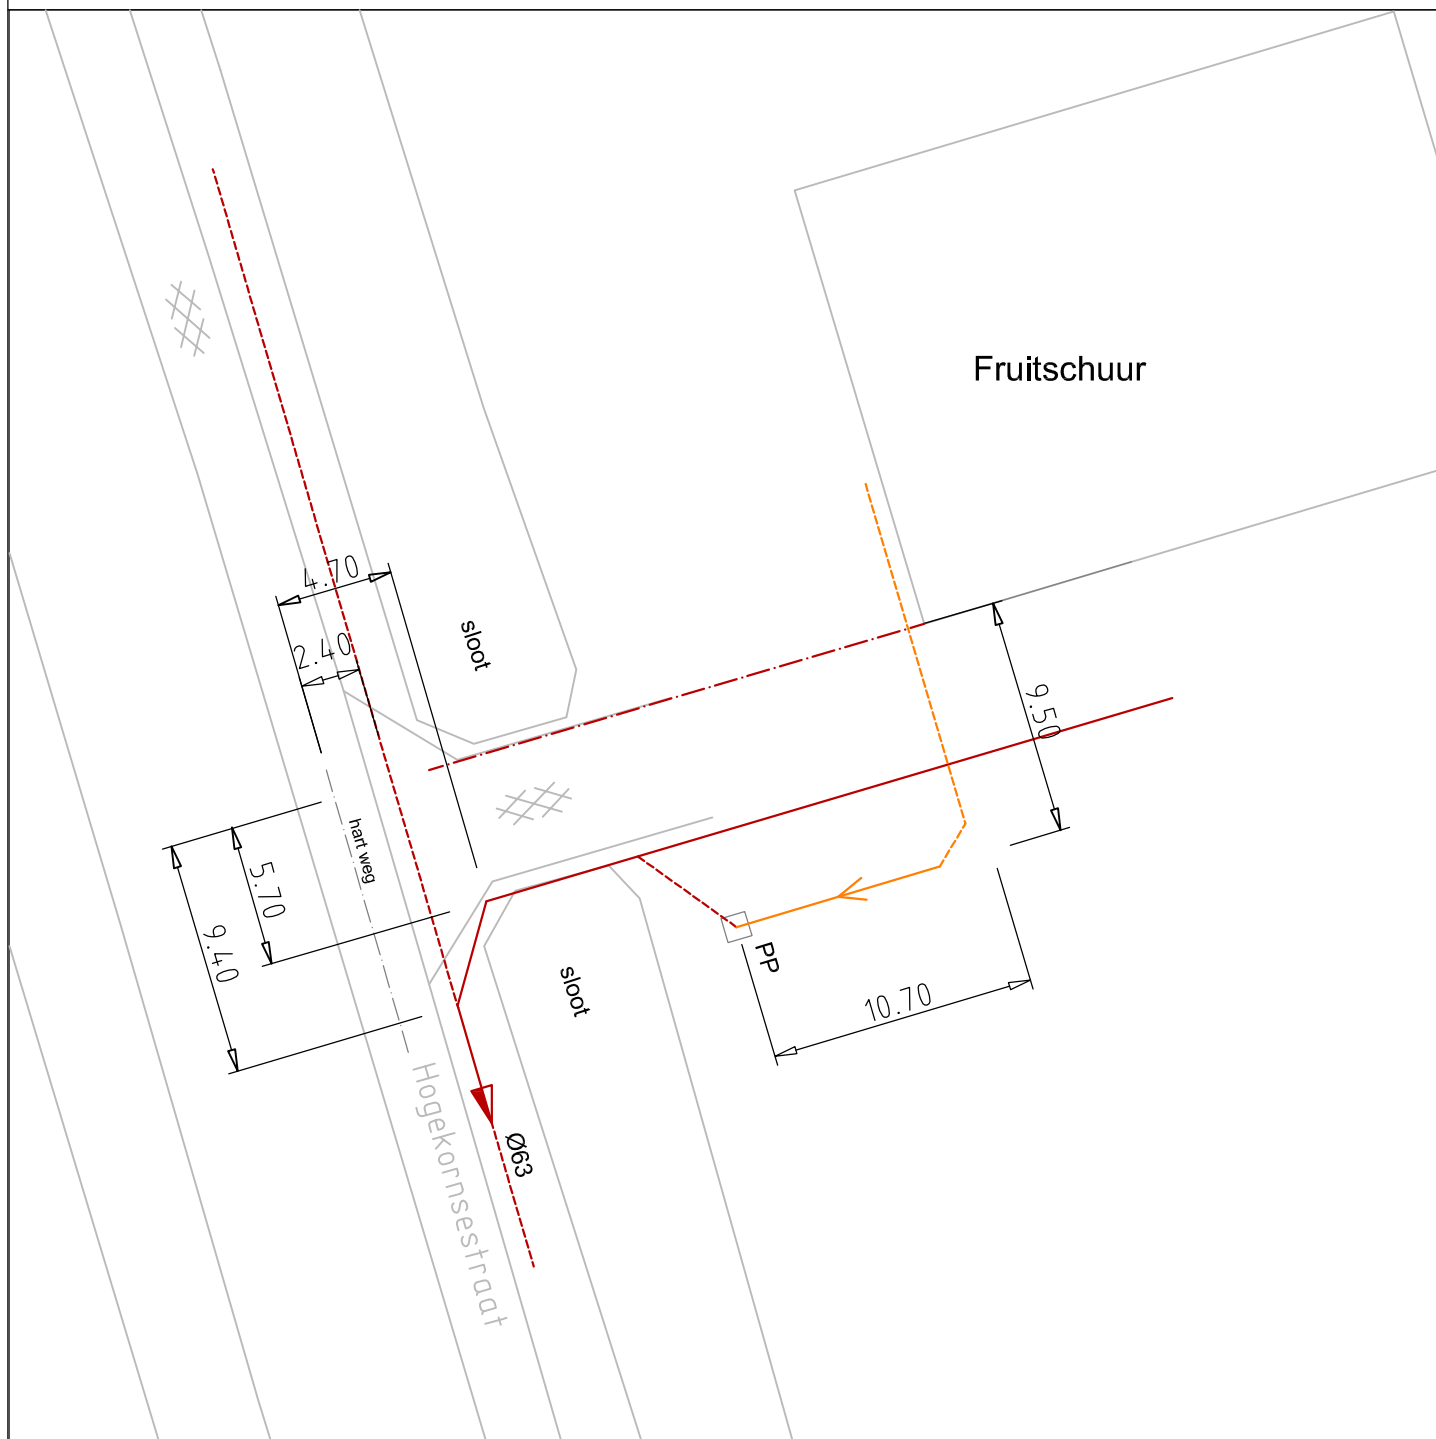 Fruitschuur
4.70
2.40
sloot
9.50
hart weg
5.70
9.40
PP
sloot
10.70
Hogekornsestraat
Ø63